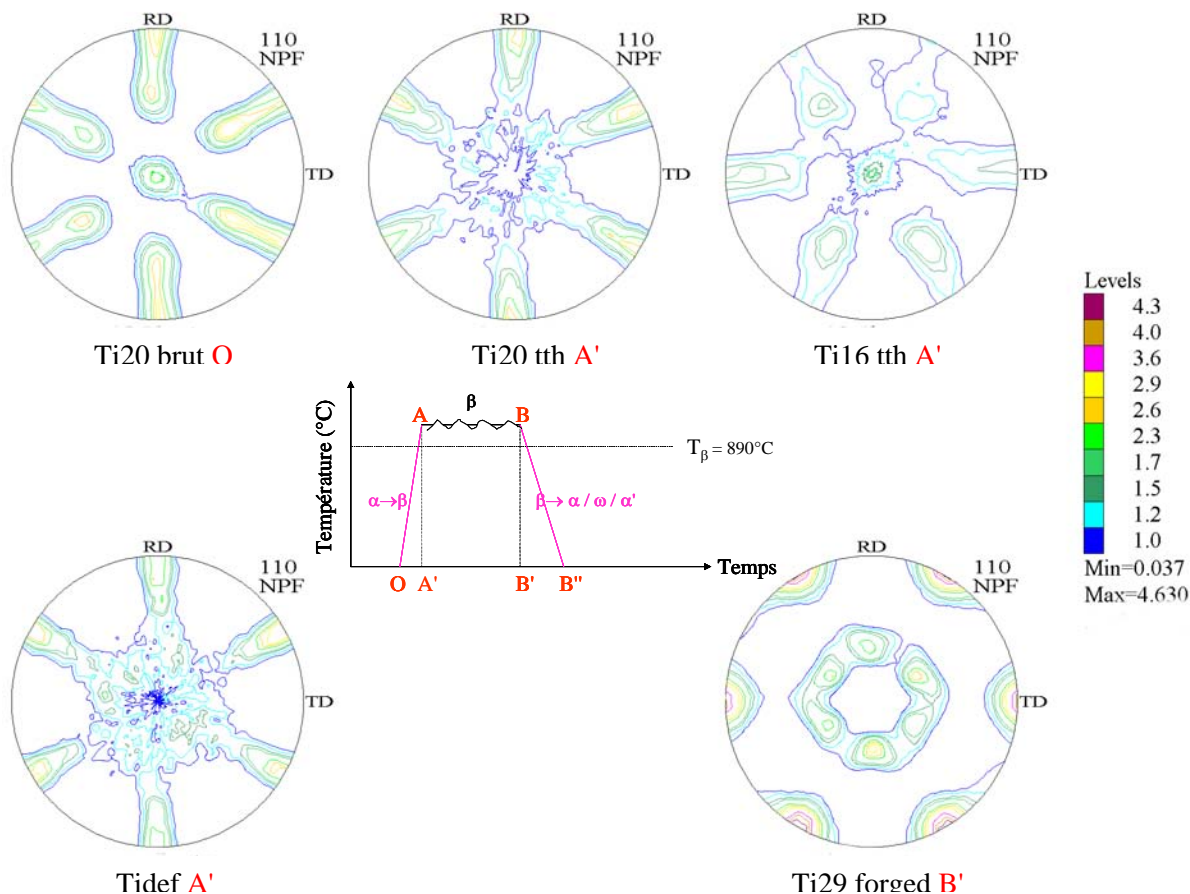 RD
110
NPF
TD
Ti20 brut O
RD
110
NPF
TD
Ti20 tth A'
RD
110
NPF
TD
Ti16 tth A'
Levels
4.3
4.0
3.6
2.9
2.6
2.3
1.7
1.5
1.2
1.0
Min=0.037
Max=4.630
Température (°C)
A
β
B
Tβ = 890°C
α→β
β→ α / ω / α'
O
A'
B'
B"
Temps
RD
110
NPF
TD
Tidef A'
RD
110
NPF
TD
Ti29 forged B'